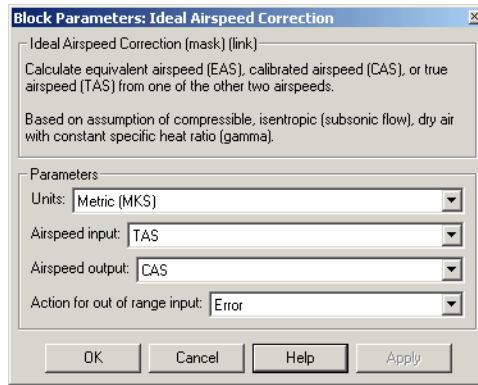 Block Parameters: Ideal Airspeed Correction
Ideal Airspeed Correction (mask) (link)
Calculate equivalent airspeed (EAS), calibrated airspeed (CAS), or true
airspeed (TAS) from one of the other two airspeeds.
Based on assumption of compressible, isentropic (subsonic flow), dry air
with constant specific heat ratio (gamma).
Parameters
Units: Metric (MKS)
Airspeed input: TAS
Airspeed output: CAS
Action for out of range input: Error
OK Cancel Help Apply